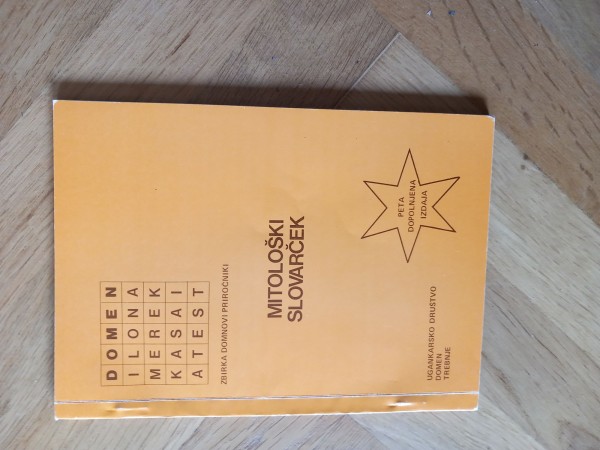 DOMEN
ILONA
MEREK
KASAI
ATEST
ZBIRKA DOMNOVI PRIROČNIKI
MITOLOŠKI
SLOVARČEK
PETA
DOPOLNJENA
IZDAJA
UGANKARSKO DRUŠTVO
DOMEN
TREBNJE